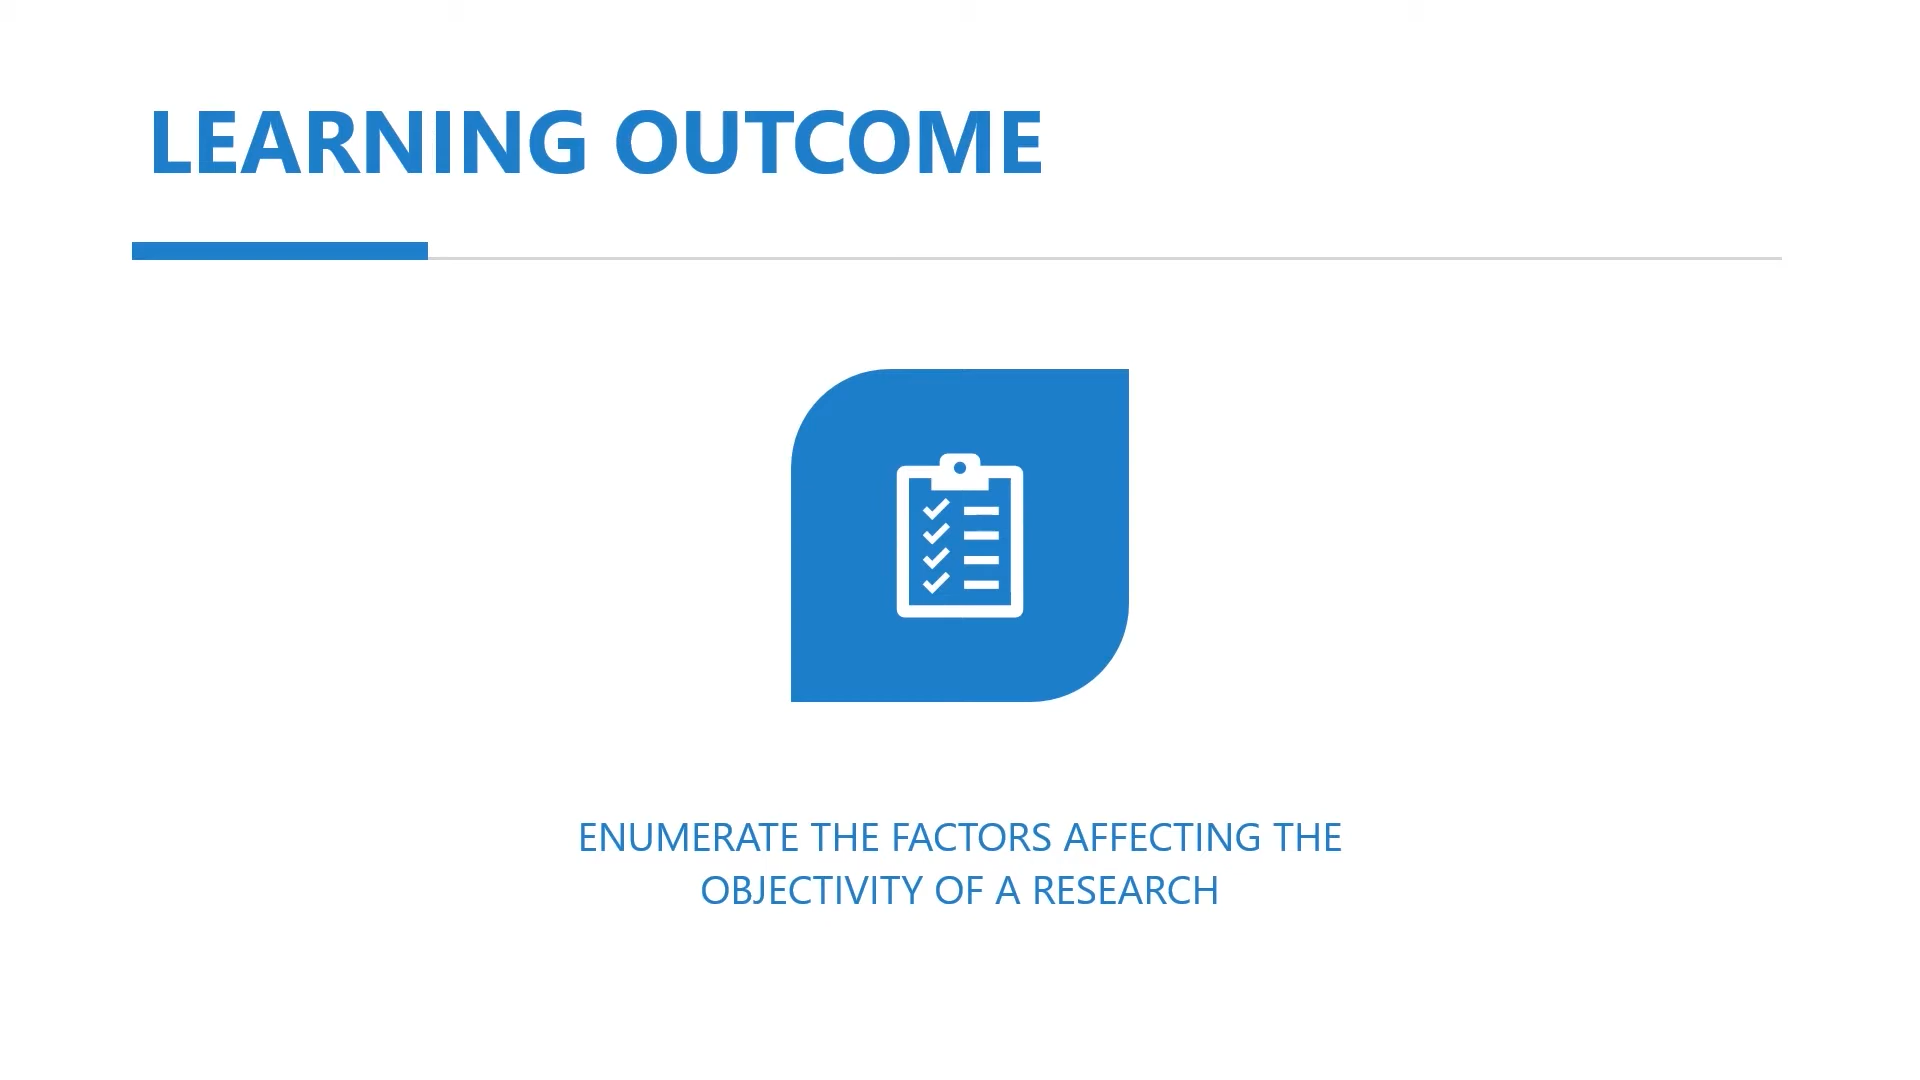 LEARNING OUTCOME
ENUMERATE THE FACTORS AFFECTING THE
OBJECTIVITY OF A RESEARCH